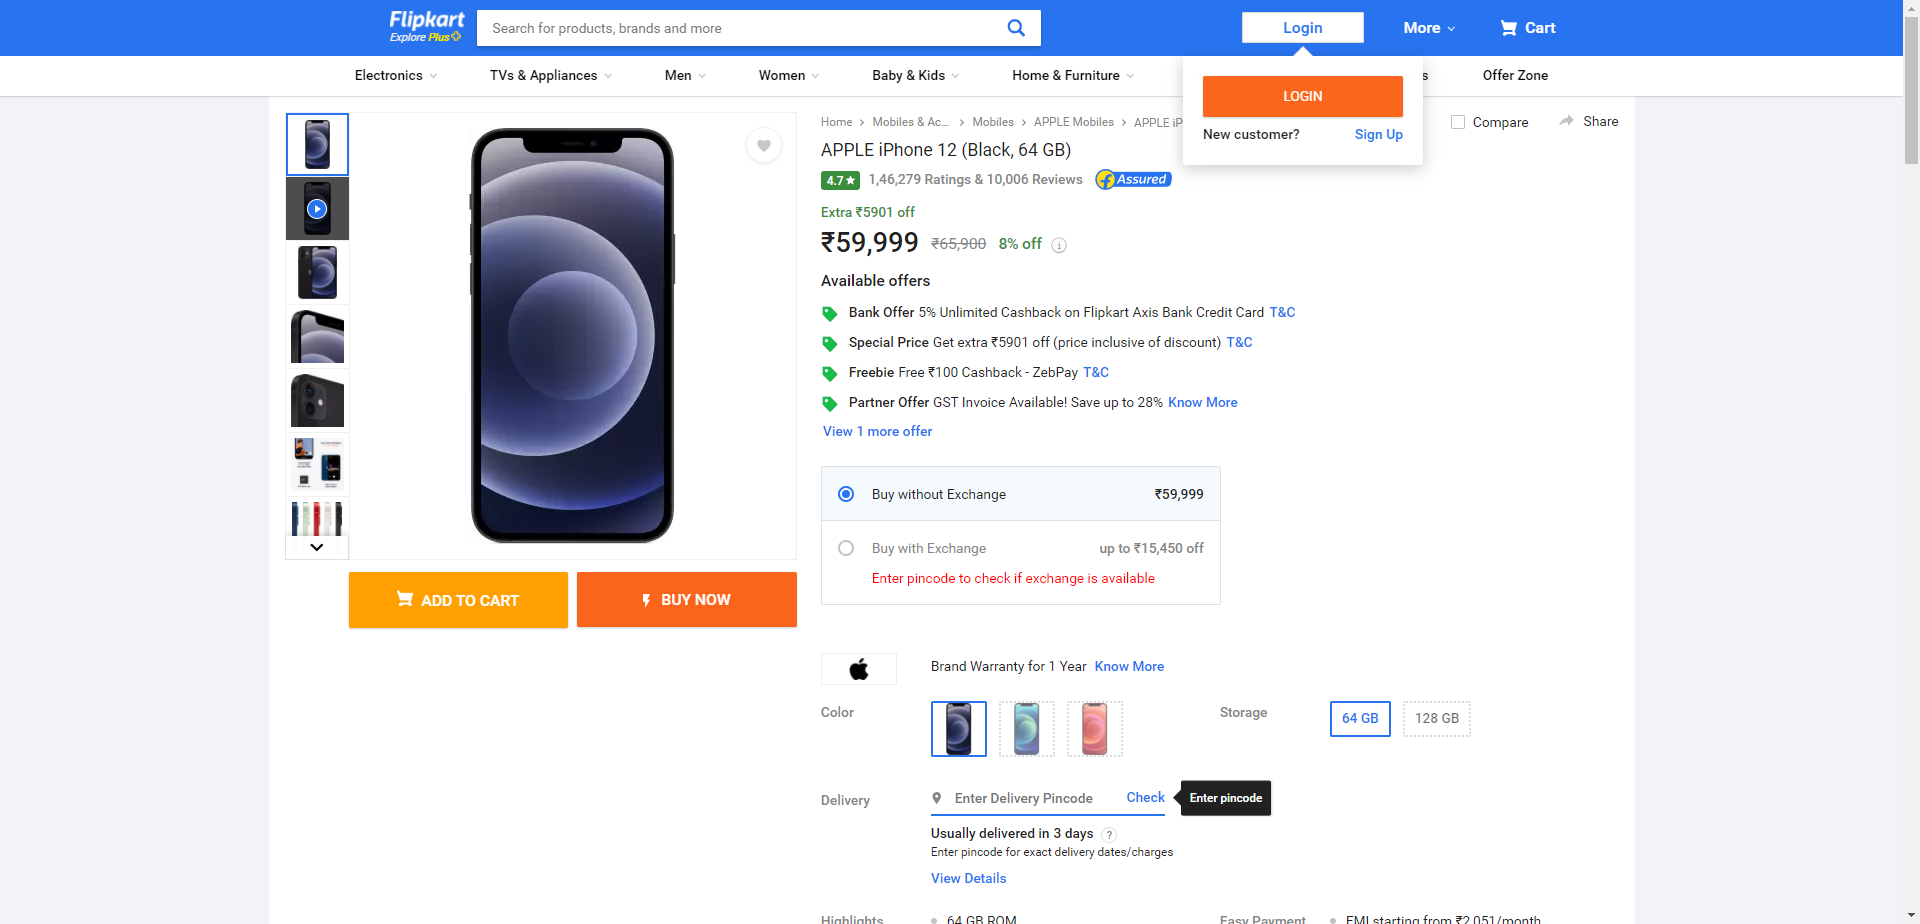 Flipkart
Explore Plus
Search for products, brands and more
Login
More
Cart
Electronics
TVs & Appliances
Men
Women
Baby & Kids
Home & Furniture
Offer Zone
LOGIN
New customer? Sign Up
Home
Mobiles & Ac...
Mobiles
APPLE Mobiles
APPLE iP
Compare
Share
APPLE iPhone 12 (Black, 64 GB)
4.7 1,46,279 Ratings & 10,006 Reviews Assured
Extra ₹5901 off
₹59,999 ₹65,900 8% off
Available offers
Bank Offer 5% Unlimited Cashback on Flipkart Axis Bank Credit Card T&C
Special Price Get extra ₹5901 off (price inclusive of discount) T&C
Freebie Free ₹100 Cashback - ZebPay T&C
Partner Offer GST Invoice Available! Save up to 28% Know More
View 1 more offer
Buy without Exchange ₹59,999
Buy with Exchange up to ₹15,450 off
Enter pincode to check if exchange is available
ADD TO CART
BUY NOW
Brand Warranty for 1 Year Know More
Color
Storage
64 GB
128 GB
Delivery
Enter Delivery Pincode
Check
Enter pincode
Usually delivered in 3 days ?
Enter pincode for exact delivery dates/charges
View Details
Highlights
64 GB ROM
Easy Payment
EMI starting from ₹2,051/month